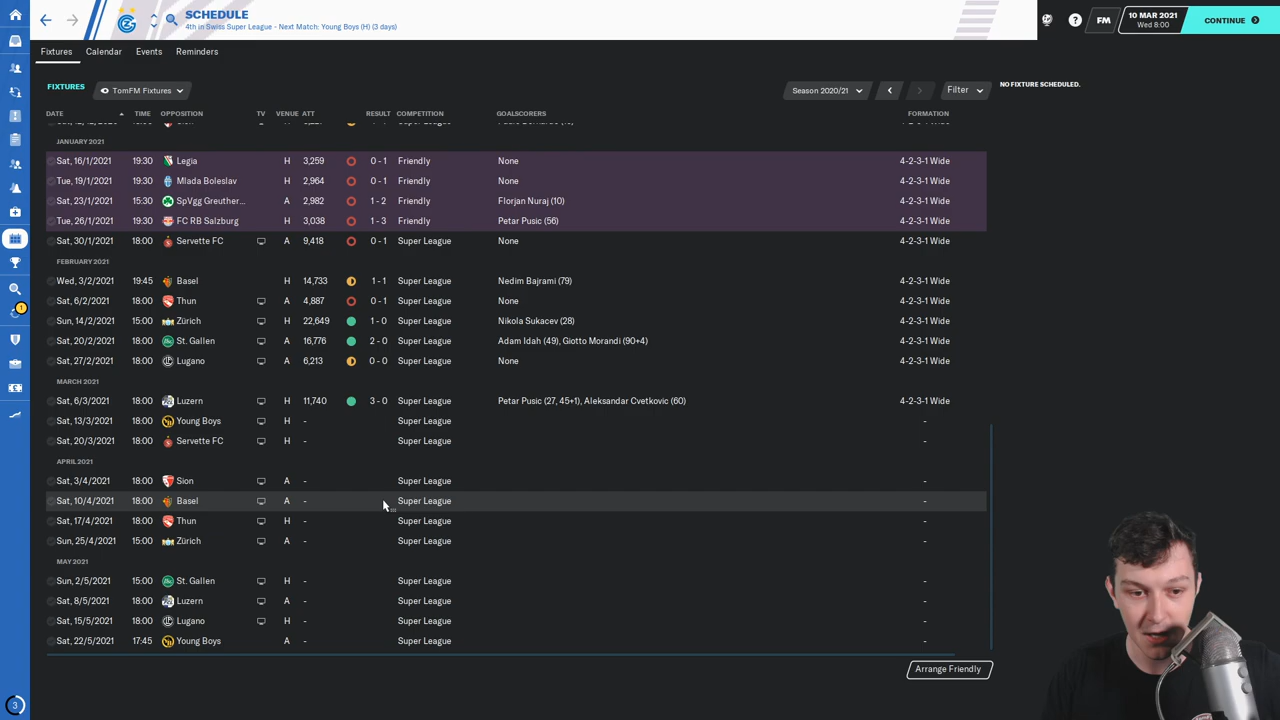 SCHEDULE
4th in Swiss Super League - Next Match: Young Boys (H) (3 days)
FM
10 MAR 2021
Wed 8:00
CONTINUE
Fixtures Calendar Events Reminders
FIXTURES TomFM Fixtures Season 2020/21 Filter NO FIXTURE SCHEDULED.
DATE TIME OPPOSITION TV VENUE ATT RESULT COMPETITION GOALSCORERS FORMATION
JANUARY 2021
Sat, 16/1/2021 19:30 Legia H 3,259 0 - 1 Friendly None 4-2-3-1 Wide
Tue, 19/1/2021 19:30 Mlada Boleslav H 2,964 0 - 1 Friendly None 4-2-3-1 Wide
Sat, 23/1/2021 15:30 SpVgg Greuther... A 2,982 1 - 2 Friendly Florjan Nuraj (10) 4-2-3-1 Wide
Tue, 26/1/2021 19:30 FC RB Salzburg H 3,038 1 - 3 Friendly Petar Pusic (56) 4-2-3-1 Wide
Sat, 30/1/2021 18:00 Servette FC A 9,418 0 - 1 Super League None 4-2-3-1 Wide
FEBRUARY 2021
Wed, 3/2/2021 19:45 Basel H 14,733 1 - 1 Super League Nedim Bajrami (79) 4-2-3-1 Wide
Sat, 6/2/2021 18:00 Thun A 4,887 0 - 1 Super League None 4-2-3-1 Wide
Sun, 14/2/2021 15:00 Zürich H 22,649 1 - 0 Super League Nikola Sukacev (28) 4-2-3-1 Wide
Sat, 20/2/2021 18:00 St. Gallen A 16,776 2 - 0 Super League Adam Idah (49), Giotto Morandi (90+4) 4-2-3-1 Wide
Sat, 27/2/2021 18:00 Lugano A 6,213 0 - 0 Super League None 4-2-3-1 Wide
MARCH 2021
Sat, 6/3/2021 18:00 Luzern H 11,740 3 - 0 Super League Petar Pusic (27, 45+1), Aleksandar Cvetkovic (60) 4-2-3-1 Wide
Sat, 13/3/2021 18:00 Young Boys H - Super League -
Sat, 20/3/2021 18:00 Servette FC H - Super League -
APRIL 2021
Sat, 3/4/2021 18:00 Sion A - Super League -
Sat, 10/4/2021 18:00 Basel A - Super League -
Sat, 17/4/2021 18:00 Thun H - Super League -
Sun, 25/4/2021 15:00 Zürich A - Super League -
MAY 2021
Sun, 2/5/2021 15:00 St. Gallen H - Super League -
Sat, 8/5/2021 18:00 Luzern A - Super League -
Sat, 15/5/2021 18:00 Lugano H - Super League -
Sat, 22/5/2021 17:45 Young Boys A - Super League -
Arrange Friendly
1
3